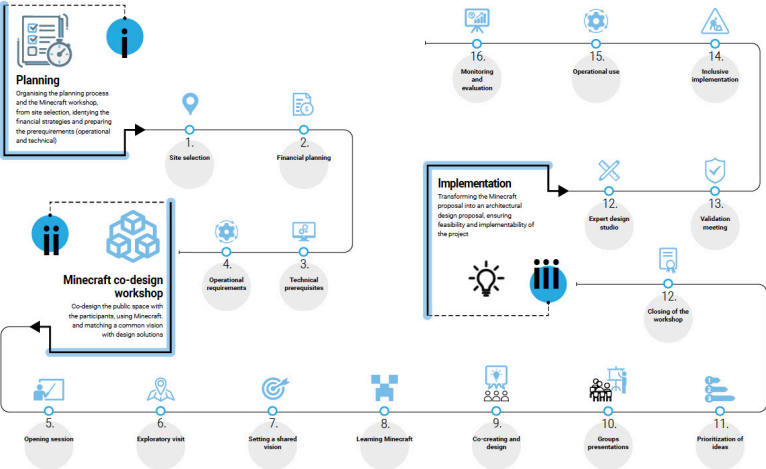 i
Planning
Organising the planning process
and the Minecraft workshop,
from site selection, identying the
financial strategies and preparing
the prerequirements (operational
and technical)
1.
Site selection
2.
Financial planning
3.
Technical
prerequisites
4.
Operational
requirements
ii
Minecraft co-design
workshop
Co-design the public space with
the participants, using Minecraft.
and matching a common vision
with design solutions
5.
Opening session
6.
Exploratory visit
7.
Setting a shared
vision
8.
Learning Minecraft
9.
Co-creating and
design
10.
Groups
presentations
11.
Prioritization of
ideas
12.
Closing of the
workshop
iii
Implementation
Transforming the Minecraft
proposal into an architectural
design proposal, ensuring
feasibility and implementability of
the project
12.
Expert design
studio
13.
Validation
meeting
14.
Inclusive
implementation
15.
Operational use
16.
Monitoring
and
evaluation